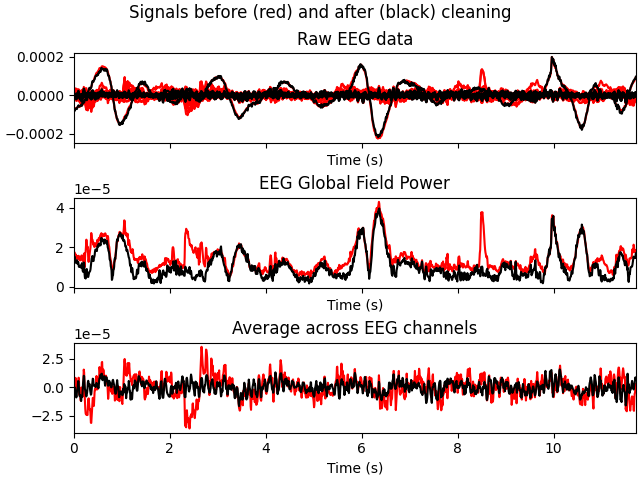 Signals before (red) and after (black) cleaning
Raw EEG data
0.0002
0.0000
−0.0002
Time (s)
EEG Global Field Power
1e−5
4
2
0
Time (s)
Average across EEG channels
1e−5
2.5
0.0
−2.5
0 2 4 6 8 10
Time (s)